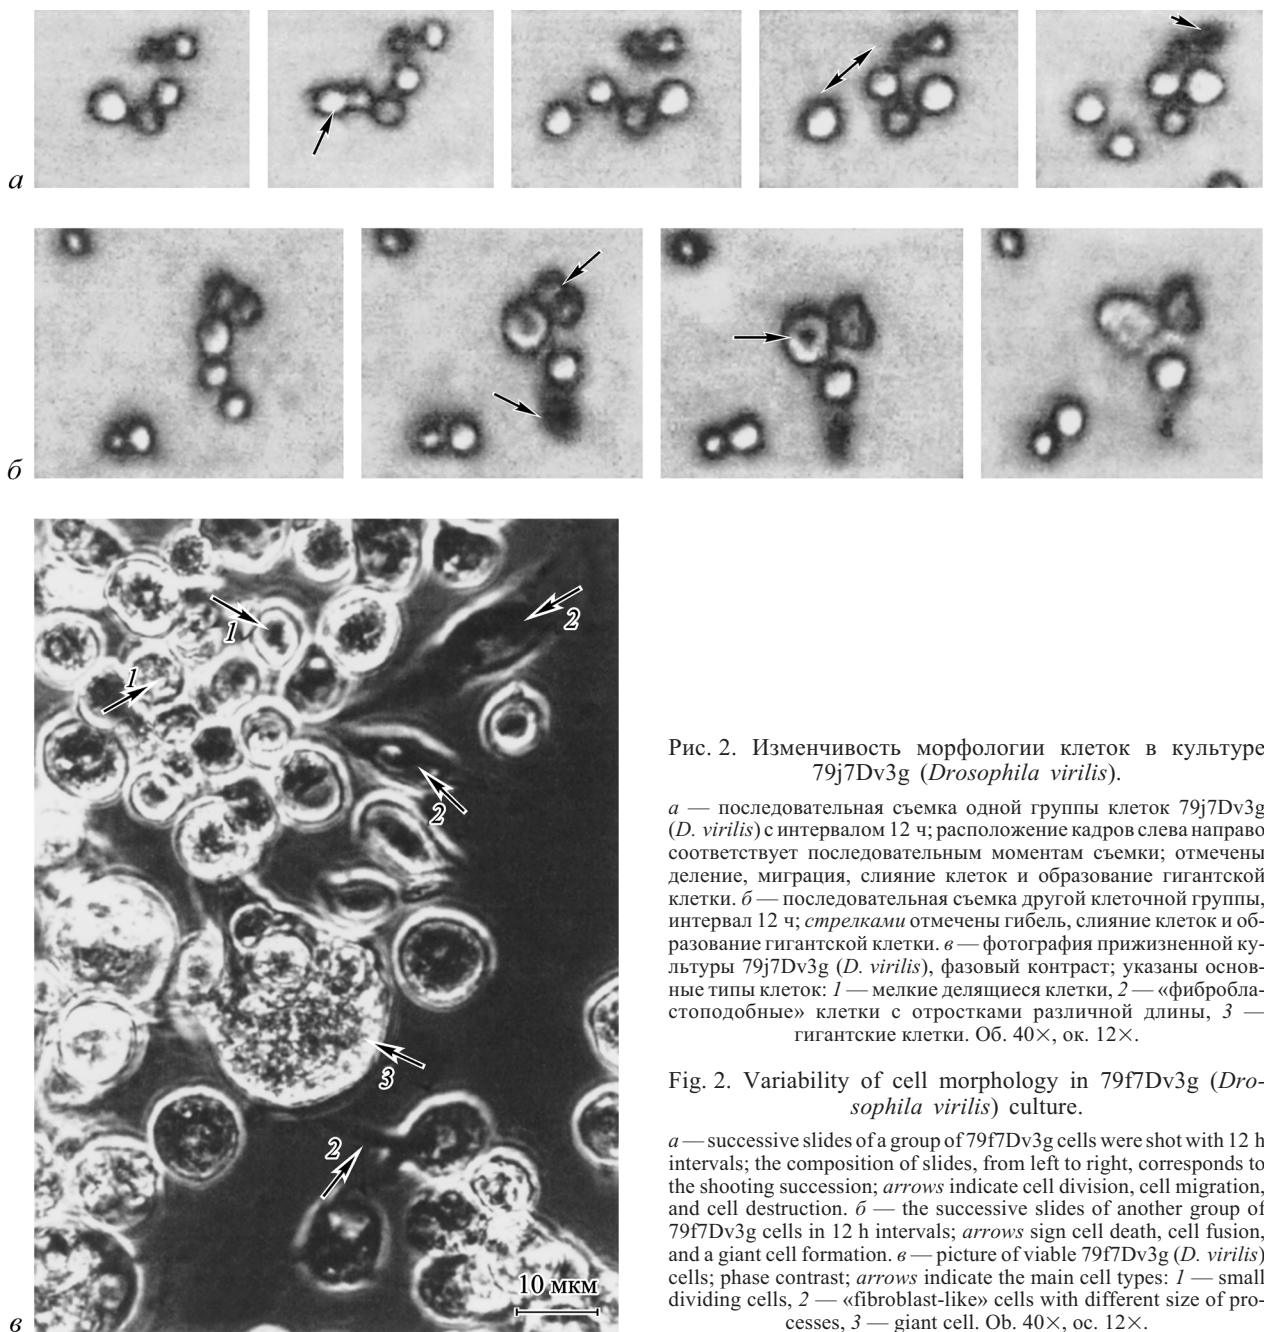 а
б
1
2
1
2
3
2
10 мкм
в
Рис. 2. Изменчивость морфологии клеток в культуре
79j7Dv3g (Drosophila virilis).
а — последовательная съемка одной группы клеток 79j7Dv3g
(D. virilis) с интервалом 12 ч; расположение кадров слева направо
соответствует последовательным моментам съемки; отмечены
деление, миграция, слияние клеток и образование гигантской
клетки. б — последовательная съемка другой клеточной группы,
интервал 12 ч; стрелками отмечены гибель, слияние клеток и об-
разование гигантской клетки. в — фотография прижизненной ку-
льтуры 79j7Dv3g (D. virilis), фазовый контраст; указаны основ-
ные типы клеток: 1 — мелкие делящиеся клетки, 2 — «фибробла-
стоподобные» клетки с отростками различной длины, 3 —
гигантские клетки. Об. 40×, ок. 12×.
Fig. 2. Variability of cell morphology in 79f7Dv3g (Dro-
sophila virilis) culture.
а — successive slides of a group of 79f7Dv3g cells were shot with 12 h
intervals; the composition of slides, from left to right, corresponds to
the shooting succession; arrows indicate cell division, cell migration,
and cell destruction. б — the successive slides of another group of
79f7Dv3g cells in 12 h intervals; arrows sign cell death, cell fusion,
and a giant cell formation. в — picture of viable 79f7Dv3g (D. virilis)
cells; phase contrast; arrows indicate the main cell types: 1 — small
dividing cells, 2 — «fibroblast-like» cells with different size of pro-
cesses, 3 — giant cell. Ob. 40×, oc. 12×.